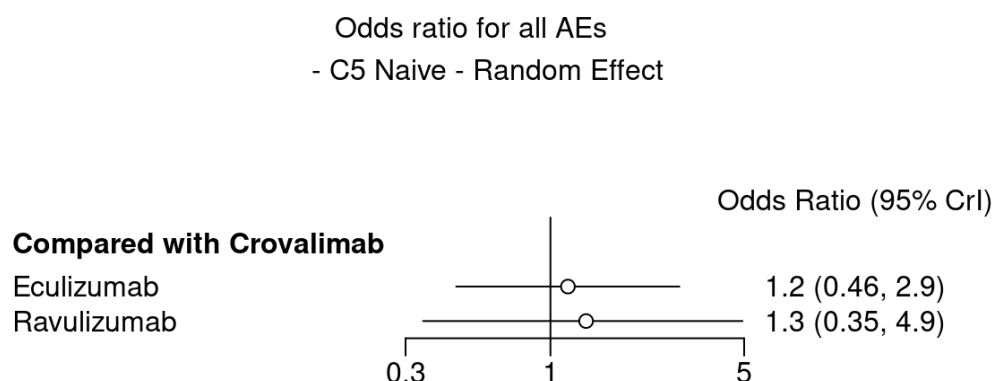 Odds ratio for all AEs
- C5 Naive - Random Effect
Odds Ratio (95% CrI)
Compared with Crovalimab
Eculizumab 1.2 (0.46, 2.9)
Ravulizumab 1.3 (0.35, 4.9)
0.3 1 5